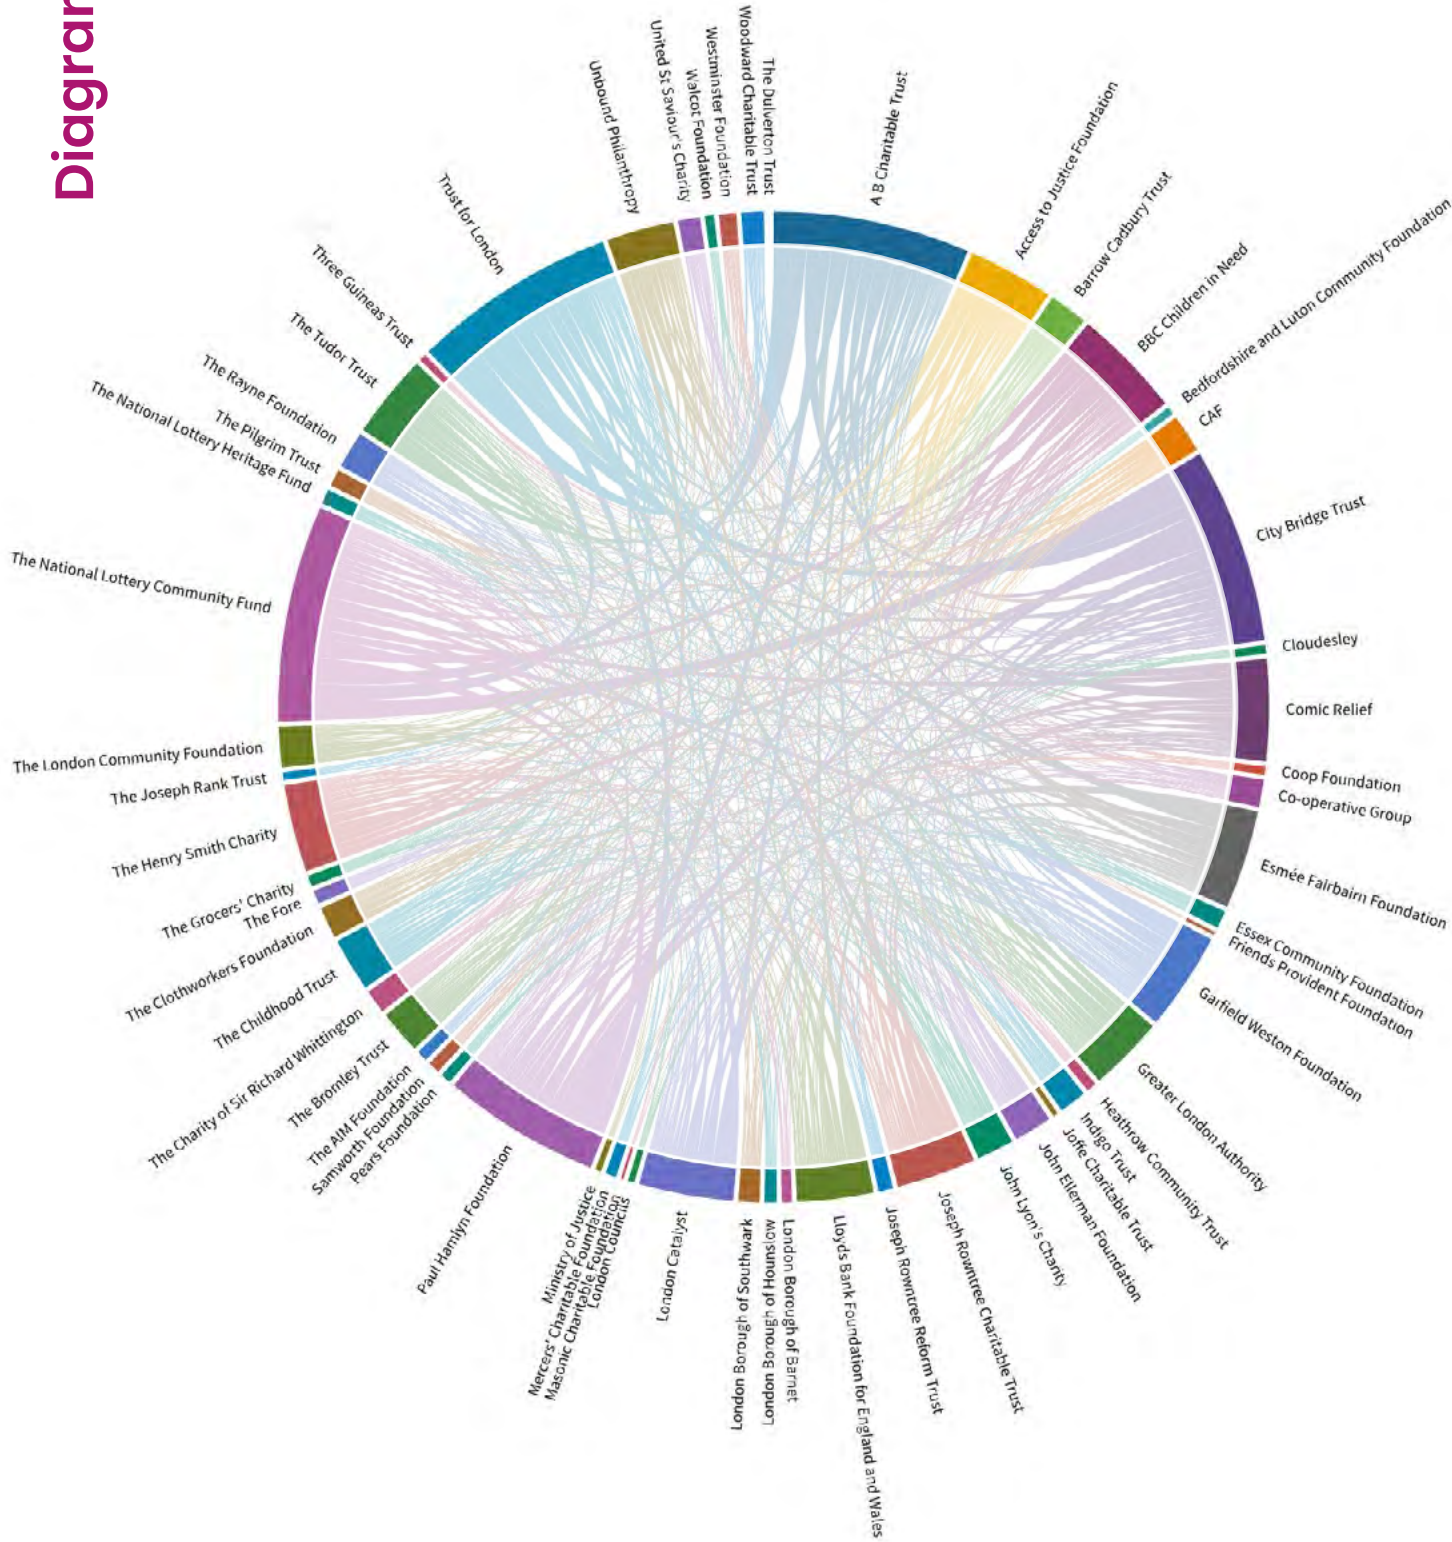 Diagran
A B Charitable Trust
Access to Justice Foundation
Barrow Cadbury Trust
BBC Children in Need
Bedfordshire and Luton Community Foundation
CAF
City Bridge Trust
Cloudesley
Comic Relief
Coop Foundation
Co-operative Group
Esmée Fairbairn Foundation
Essex Community Foundation
Friends Provident Foundation
Garfield Weston Foundation
Greater London Authority
Heathrow Community Trust
Indigo Trust
Joffe Charitable Trust
John Ellerman Foundation
John Lyon's Charity
Joseph Rowntree Charitable Trust
Joseph Rowntree Reform Trust
Lloyds Bank Foundation for England and Wales
London Borough of Barnet
London Borough of Hounslow
London Borough of Southwark
London Catalyst
London Councils
Masonic Charitable Foundation
Mercers' Charitable Foundation
Ministry of Justice
Paul Hamlyn Foundation
Pears Foundation
Samworth Foundation
The AIM Foundation
The Bromley Trust
The Charity of Sir Richard Whittington
The Childhood Trust
The Clothworkers Foundation
The Fore
The Grocers' Charity
The Henry Smith Charity
The Joseph Rank Trust
The London Community Foundation
The National Lottery Community Fund
The National Lottery Heritage Fund
The Pilgrim Trust
The Rayne Foundation
The Tudor Trust
Three Guineas Trust
Trust for London
Unbound Philanthropy
United St Saviour's Charity
Walcot Foundation
Westminster Foundation
Woodward Charitable Trust
The Dulverton Trust